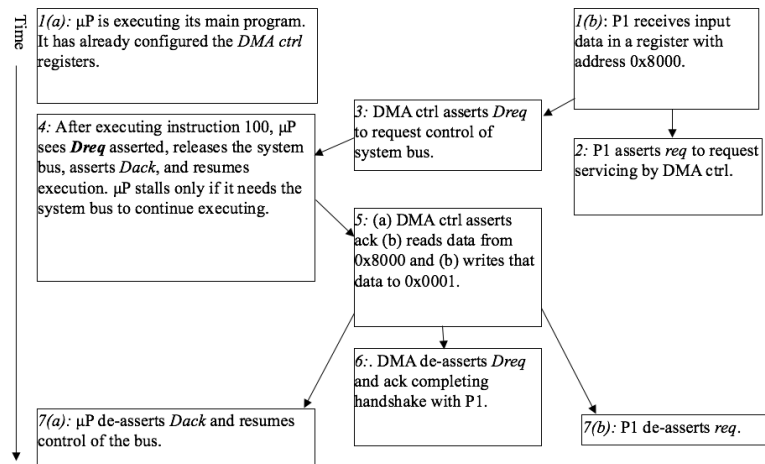 Time
1(a): μP is executing its main program.
It has already configured the DMA ctrl
registers.
1(b): P1 receives input
data in a register with
address 0x8000.
3: DMA ctrl asserts Dreq
to request control of
system bus.
4: After executing instruction 100, μP
sees Dreq asserted, releases the system
bus, asserts Dack, and resumes
execution. μP stalls only if it needs the
system bus to continue executing.
2: P1 asserts req to request
servicing by DMA ctrl.
5: (a) DMA ctrl asserts
ack (b) reads data from
0x8000 and (b) writes that
data to 0x0001.
6:. DMA de-asserts Dreq
and ack completing
handshake with P1.
7(a): μP de-asserts Dack and resumes
control of the bus.
7(b): P1 de-asserts req.